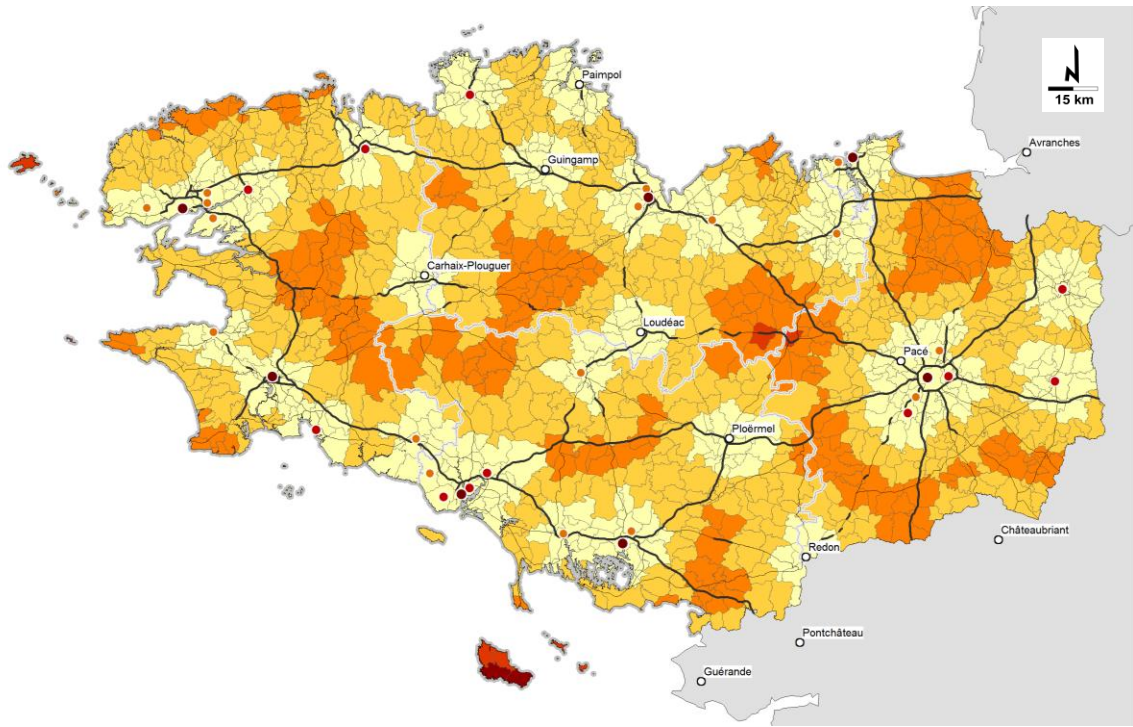 Paimpol
15 km
Avranches
Guingamp
Carhaix-Plouguer
Loudéac
Pacé
Ploërmel
Châteaubriant
Redon
Pontchâteau
Guérande